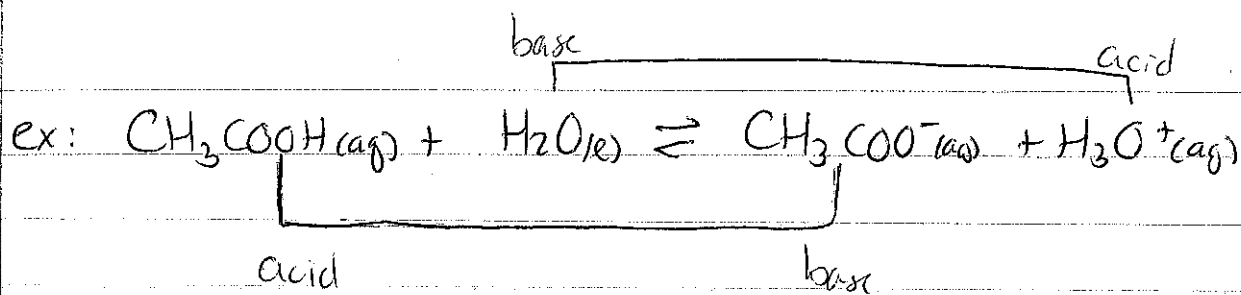 base acid
ex: CH₃COOH(aq) + H₂O(l) ⇌ CH₃COO⁻(aq) + H₃O⁺(aq)
acid base